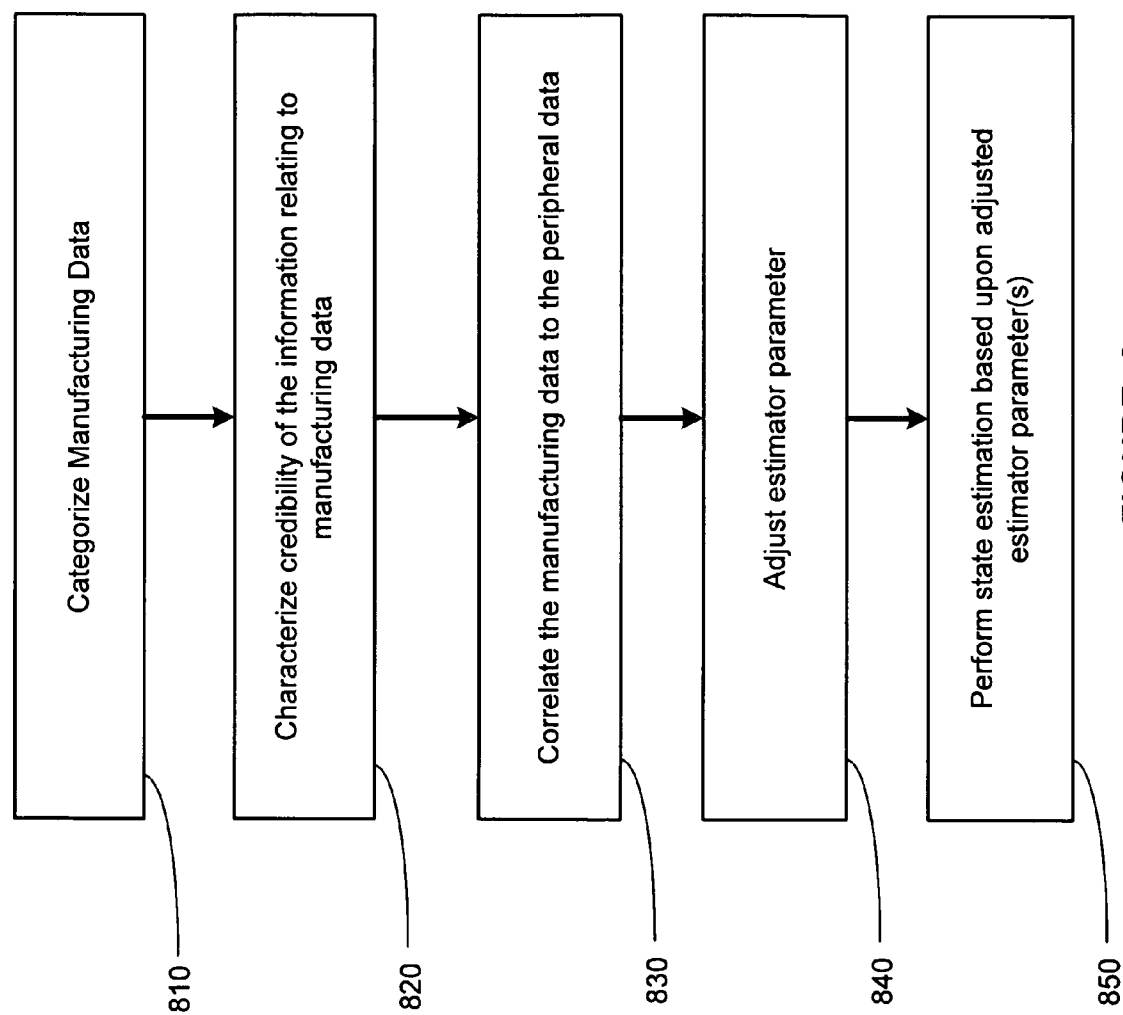 Categorize Manufacturing Data
810
Characterize credibility of the information relating to
manufacturing data
820
Correlate the manufacturing data to the peripheral data
830
Adjust estimator parameter
840
Perform state estimation based upon adjusted
estimator parameter(s)
850